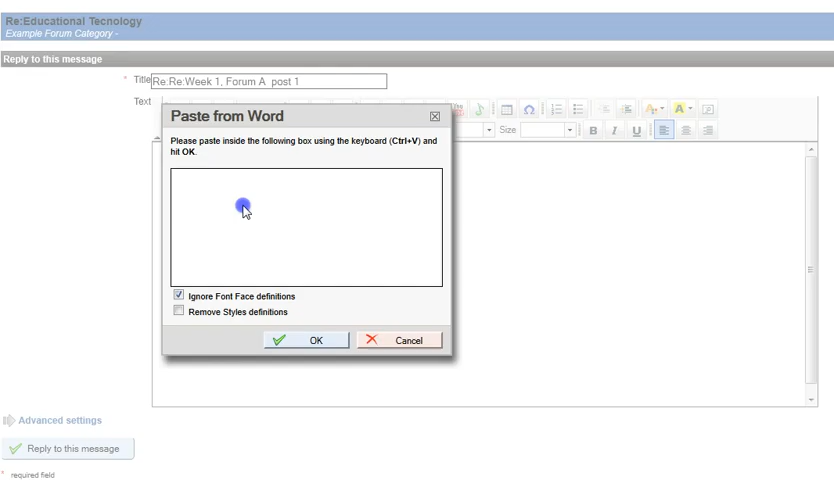 Re:Educational Tecnology
Example Forum Category -
Reply to this message
* Title Re:Re:Week 1, Forum A post 1
Text
Size
B I U
Paste from Word
Please paste inside the following box using the keyboard (Ctrl+V) and
hit OK.
Ignore Font Face definitions
Remove Styles definitions
OK Cancel
Advanced settings
Reply to this message
* required field